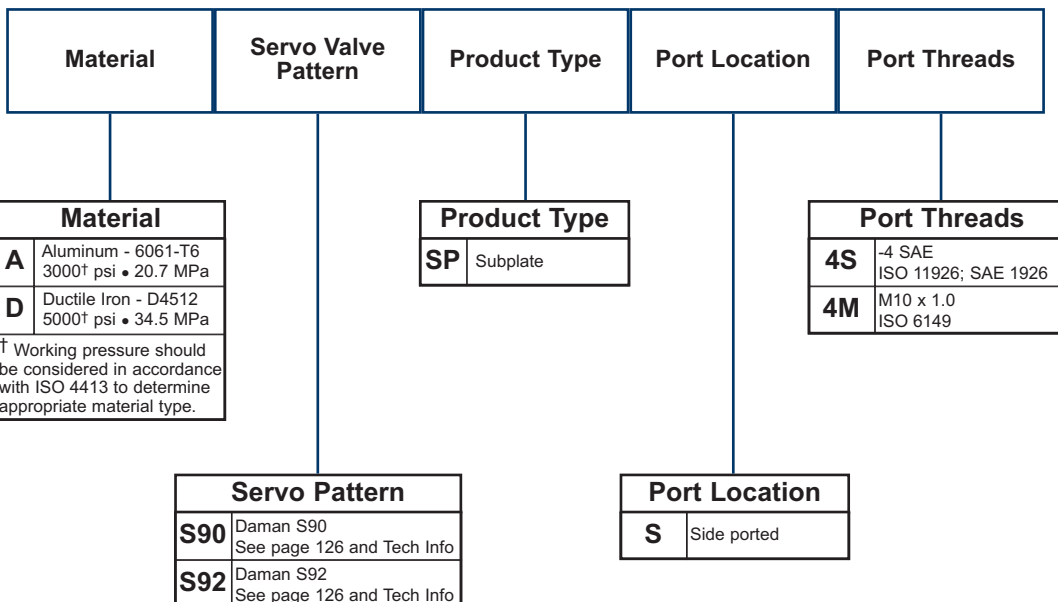 Material
Servo Valve
Pattern
Product Type
Port Location
Port Threads
Material
A
Aluminum - 6061-T6
3000† psi • 20.7 MPa
D
Ductile Iron - D4512
5000† psi • 34.5 MPa
† Working pressure should
be considered in accordance
with ISO 4413 to determine
appropriate material type.
Product Type
SP
Subplate
Port Threads
4S
-4 SAE
ISO 11926; SAE 1926
4M
M10 x 1.0
ISO 6149
Servo Pattern
S90
Daman S90
See page 126 and Tech Info
S92
Daman S92
See page 126 and Tech Info
Port Location
S
Side ported